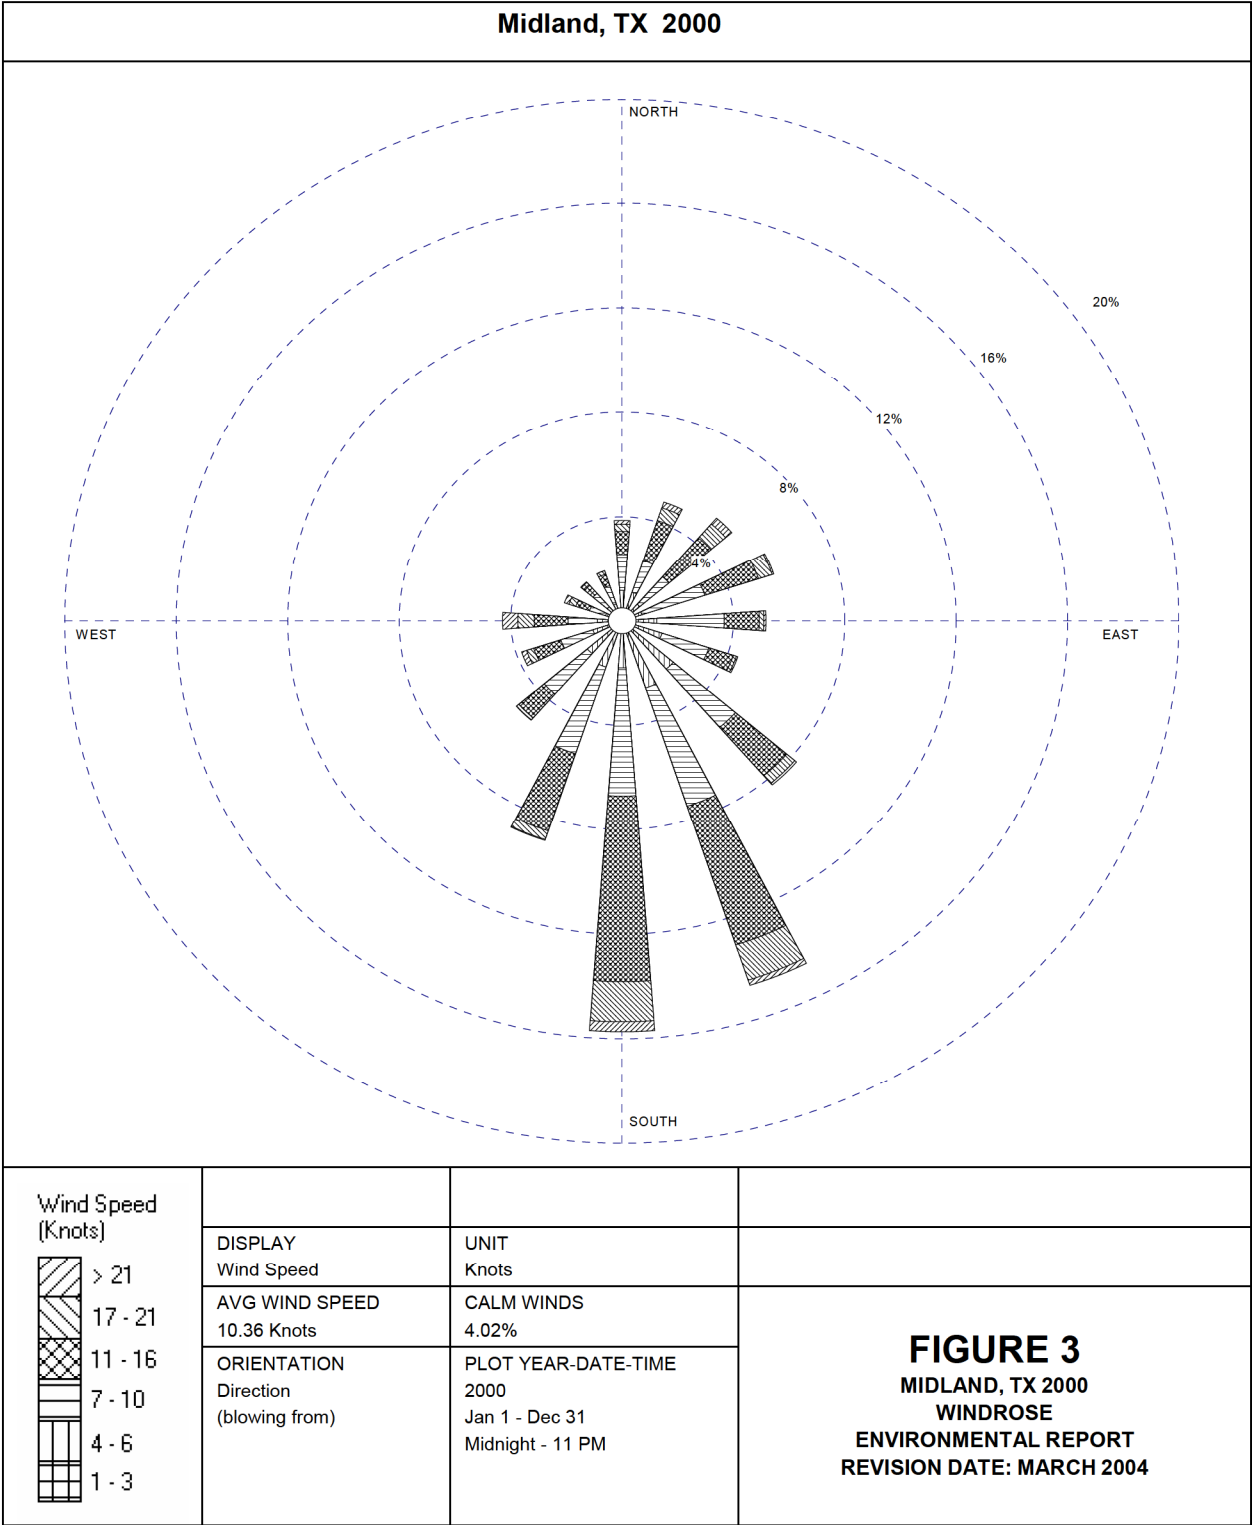 Midland, TX 2000
NORTH
20%
16%
12%
8%
4%
WEST
EAST
SOUTH
Wind Speed
(Knots)
> 21
17 - 21
11 - 16
7 - 10
4 - 6
1 - 3
DISPLAY
Wind Speed
UNIT
Knots
AVG WIND SPEED
10.36 Knots
CALM WINDS
4.02%
ORIENTATION
Direction
(blowing from)
PLOT YEAR-DATE-TIME
2000
Jan 1 - Dec 31
Midnight - 11 PM
FIGURE 3
MIDLAND, TX 2000
WINDROSE
ENVIRONMENTAL REPORT
REVISION DATE: MARCH 2004